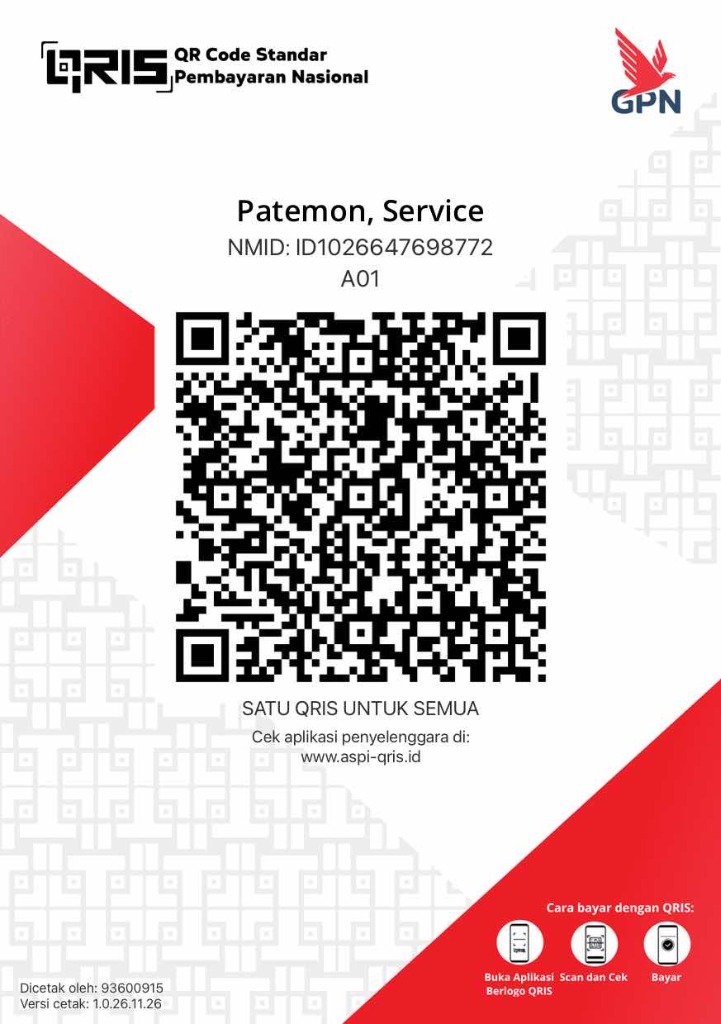 QRIS
QR Code Standar
Pembayaran Nasional
GPN
Patemon, Service
NMID: ID1026647698772
A01
SATU QRIS UNTUK SEMUA
Cek aplikasi penyelenggara di:
www.aspi-qris.id
Cara bayar dengan QRIS:
Buka Aplikasi
Berlogo QRIS
Scan dan Cek
Bayar
Dicetak oleh: 93600915
Versi cetak: 1.0.26.11.26